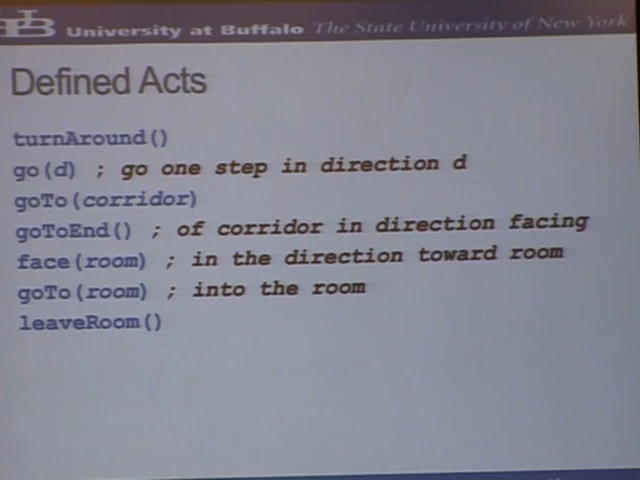 UB University at Buffalo The State University of New York
Defined Acts
turnAround()
go(d) ; go one step in direction d
goTo(corridor)
goToEnd() ; of corridor in direction facing
face(room) ; in the direction toward room
goTo(room) ; into the room
leaveRoom()